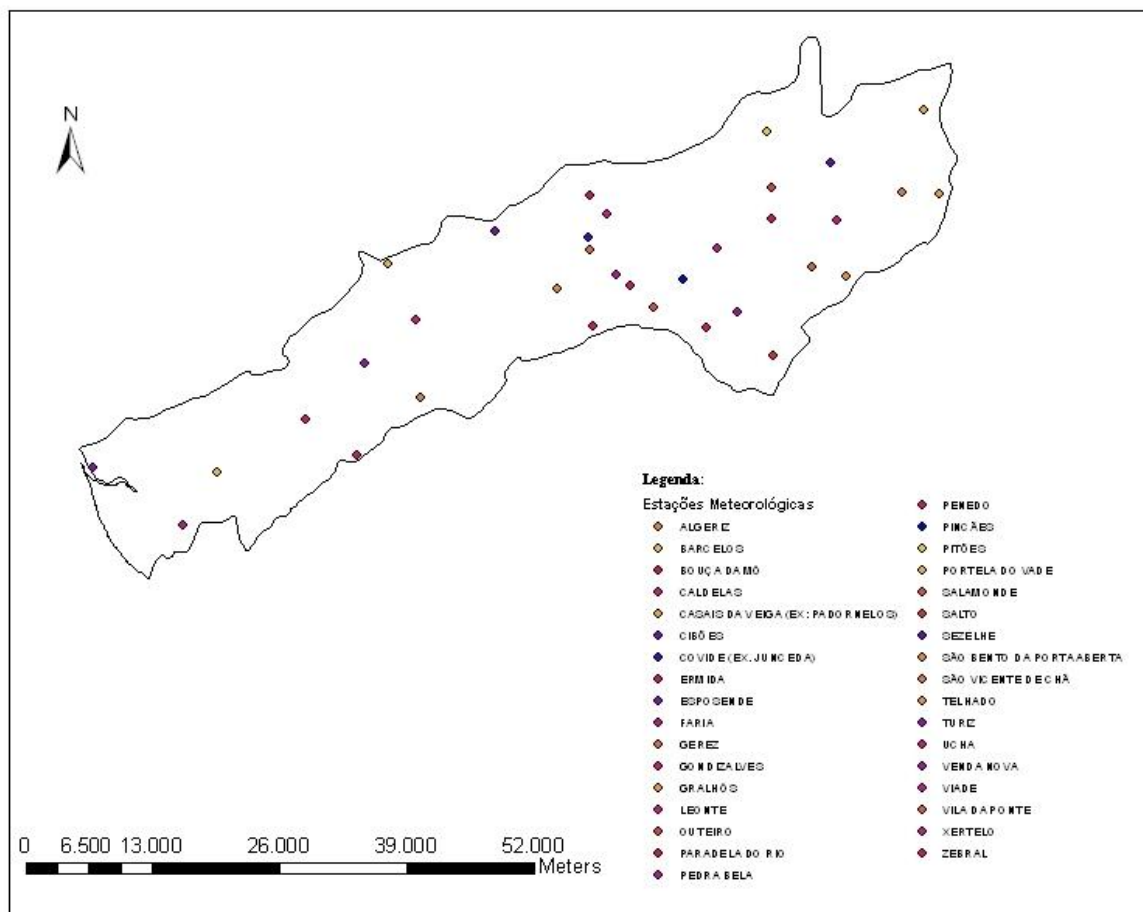 N
Legenda:
Estações Meteorológicas
ALGERIZ
BARCELOS
BOUÇA DA MÓ
CALDELAS
CASAIS DA VEIGA (EX: PADORNELOS)
CIBÕES
COVIDE (EX. JUNCEDA)
ERMIDA
ESPOSENDE
FARIA
GEREZ
GONDIZALVES
GRALHÓS
LEONTE
OUTEIRO
PARADELA DO RIO
PEDRA BELA
PENEDO
PINCÃES
PITÕES
PORTELA DO VADE
SALAMONDE
SALTO
SEZELHE
SÃO BENTO DA PORTA ABERTA
SÃO VICENTE DE CHÃ
TELHADO
TURIZ
UCHA
VENDA NOVA
VIADE
VILA DA PONTE
XERTELO
ZEBRAL
0 6.500 13.000 26.000 39.000 52.000
Meters